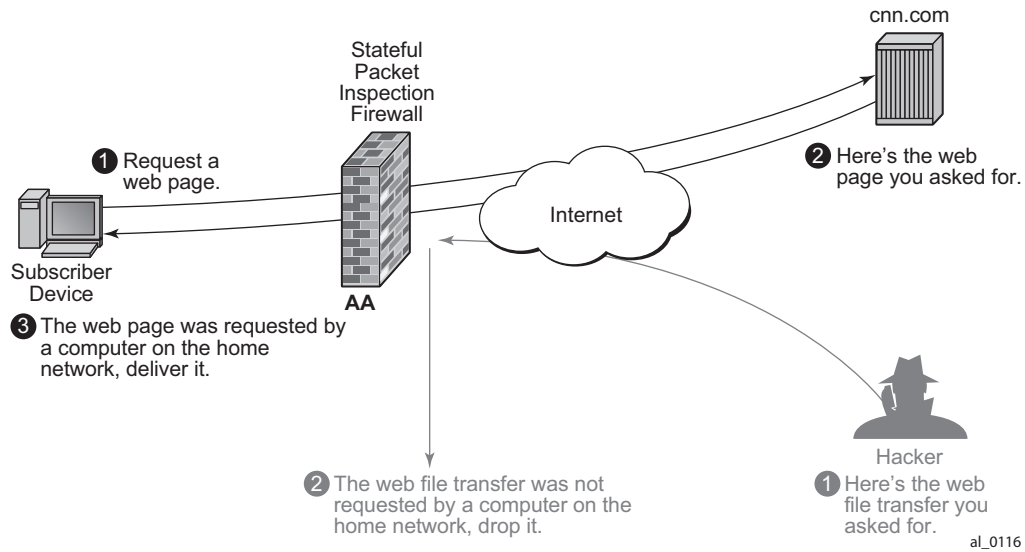 cnn.com
Stateful
Packet
Inspection
Firewall
1 Request a
web page.
2 Here's the web
page you asked for.
Internet
Subscriber
Device
AA
3 The web page was requested by
a computer on the home
network, deliver it.
Hacker
1 Here's the web
file transfer you
asked for.
2 The web file transfer was not
requested by a computer on the
home network, drop it.
al_0116